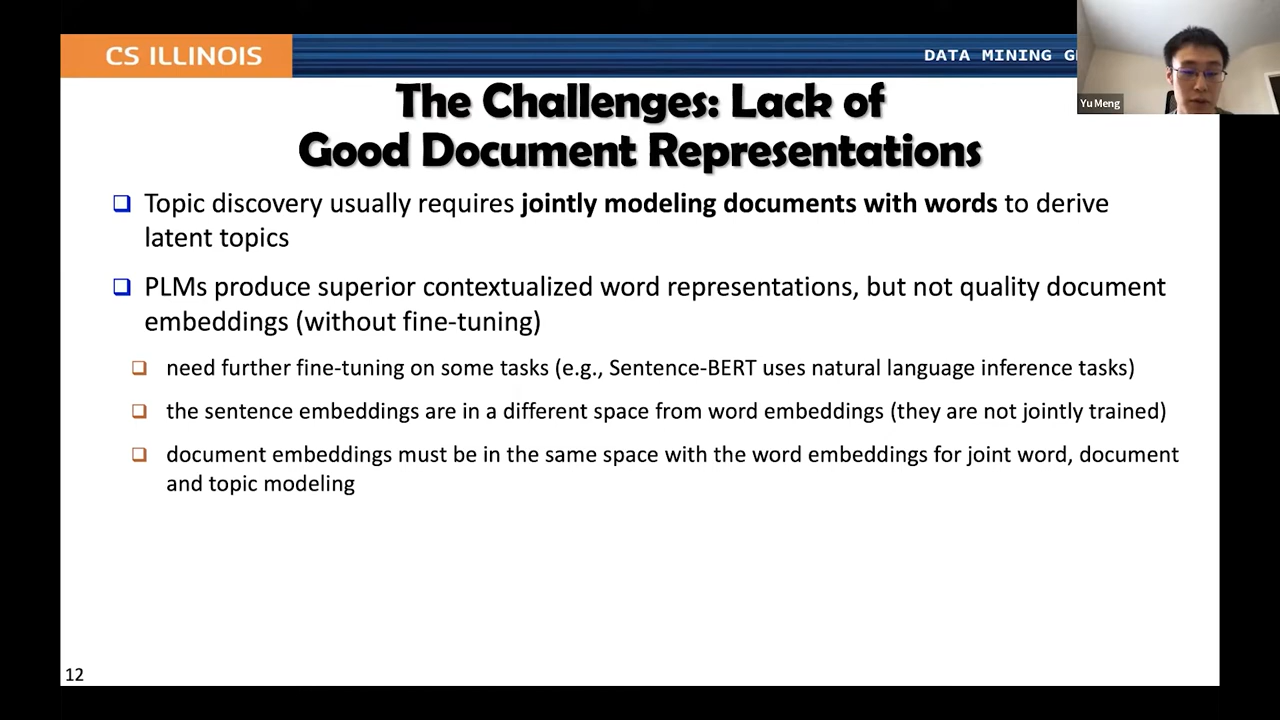 CS ILLINOIS
DATA MINING
Yu Meng
The Challenges: Lack of
Good Document Representations
Topic discovery usually requires jointly modeling documents with words to derive
latent topics
PLMs produce superior contextualized word representations, but not quality document
embeddings (without fine-tuning)
need further fine-tuning on some tasks (e.g., Sentence-BERT uses natural language inference tasks)
the sentence embeddings are in a different space from word embeddings (they are not jointly trained)
document embeddings must be in the same space with the word embeddings for joint word, document
and topic modeling
12